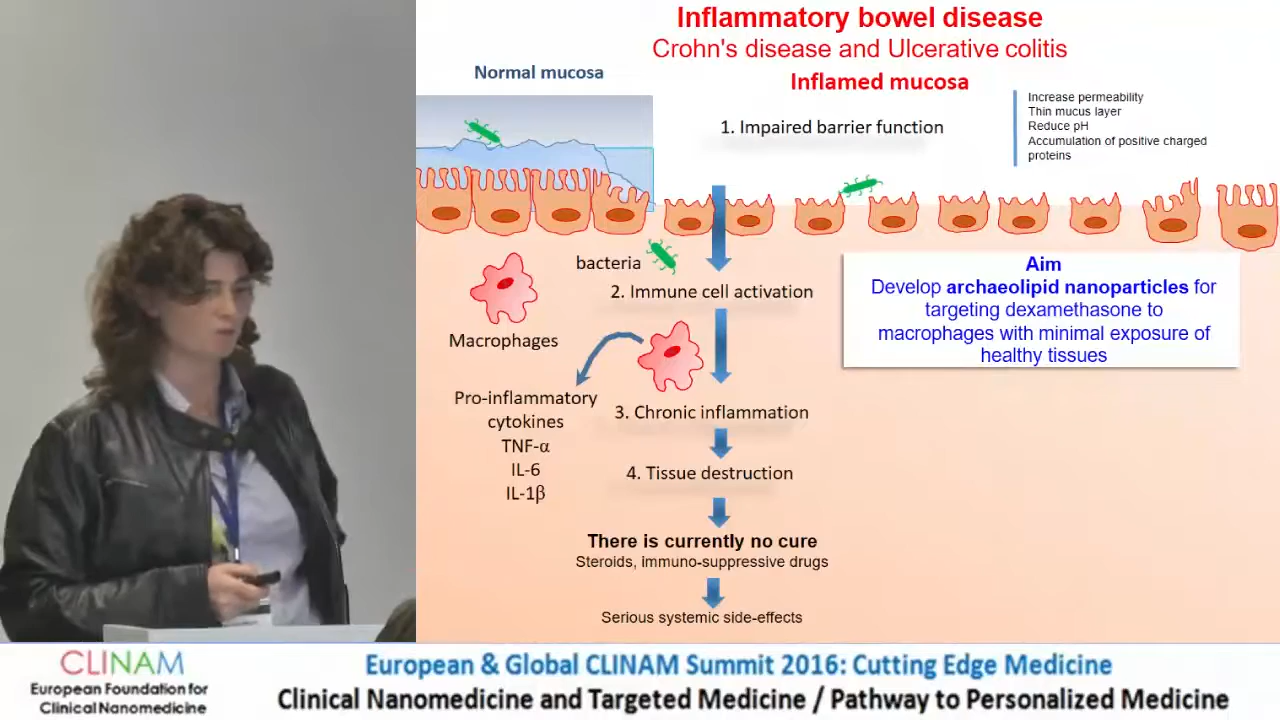 Inflammatory bowel disease
Crohn's disease and Ulcerative colitis
Normal mucosa
Inflamed mucosa
1. Impaired barrier function
Increase permeability
Thin mucus layer
Reduce pH
Accumulation of positive charged
proteins
bacteria
2. Immune cell activation
Macrophages
Aim
Develop archaeolipid nanoparticles for
targeting dexamethasone to
macrophages with minimal exposure of
healthy tissues
Pro-inflammatory
cytokines
TNF-α
IL-6
IL-1β
3. Chronic inflammation
4. Tissue destruction
There is currently no cure
Steroids, immuno-suppressive drugs
Serious systemic side-effects
CLINAM
European Foundation for
Clinical Nanomedicine
European & Global CLINAM Summit 2016: Cutting Edge Medicine
Clinical Nanomedicine and Targeted Medicine / Pathway to Personalized Medicine